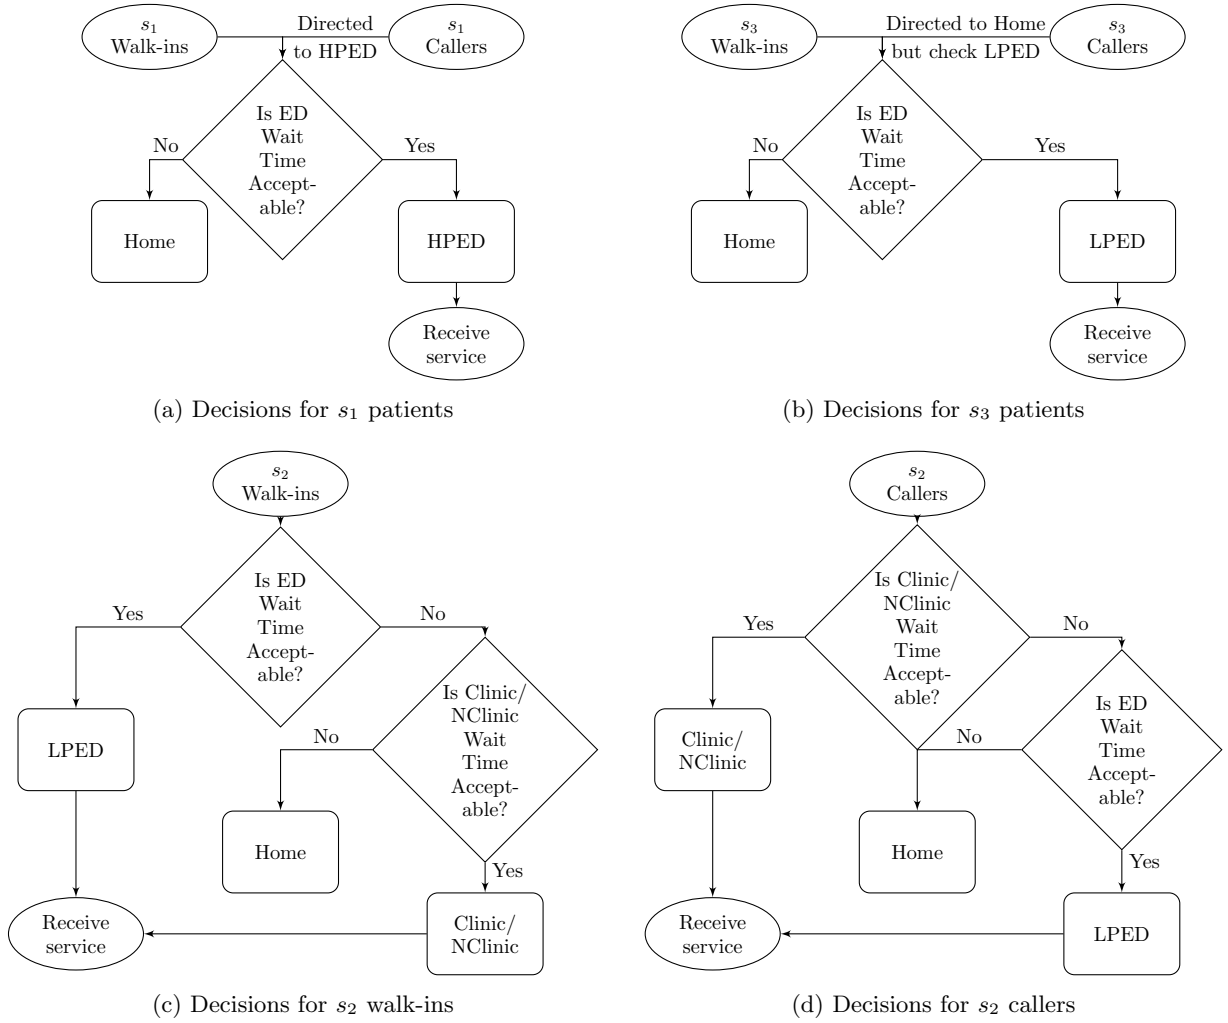 s₁
Walk-ins
Directed
to HPED
s₁
Callers
Is ED
Wait
Time
Accept-
able?
No
Yes
Home
HPED
Receive
service
(a) Decisions for s₁ patients
s₃
Walk-ins
Directed to Home
but check LPED
s₃
Callers
Is ED
Wait
Time
Accept-
able?
No
Yes
Home
LPED
Receive
service
(b) Decisions for s₃ patients
s₂
Walk-ins
Is ED
Wait
Time
Accept-
able?
Yes
No
LPED
Is Clinic/
NClinic
Wait
Time
Accept-
able?
No
Home
Yes
Clinic/
NClinic
Receive
service
(c) Decisions for s₂ walk-ins
s₂
Callers
Is Clinic/
NClinic
Wait
Time
Accept-
able?
Yes
No
Clinic/
NClinic
Is ED
Wait
Time
Accept-
able?
No
Home
Yes
LPED
Receive
service
(d) Decisions for s₂ callers